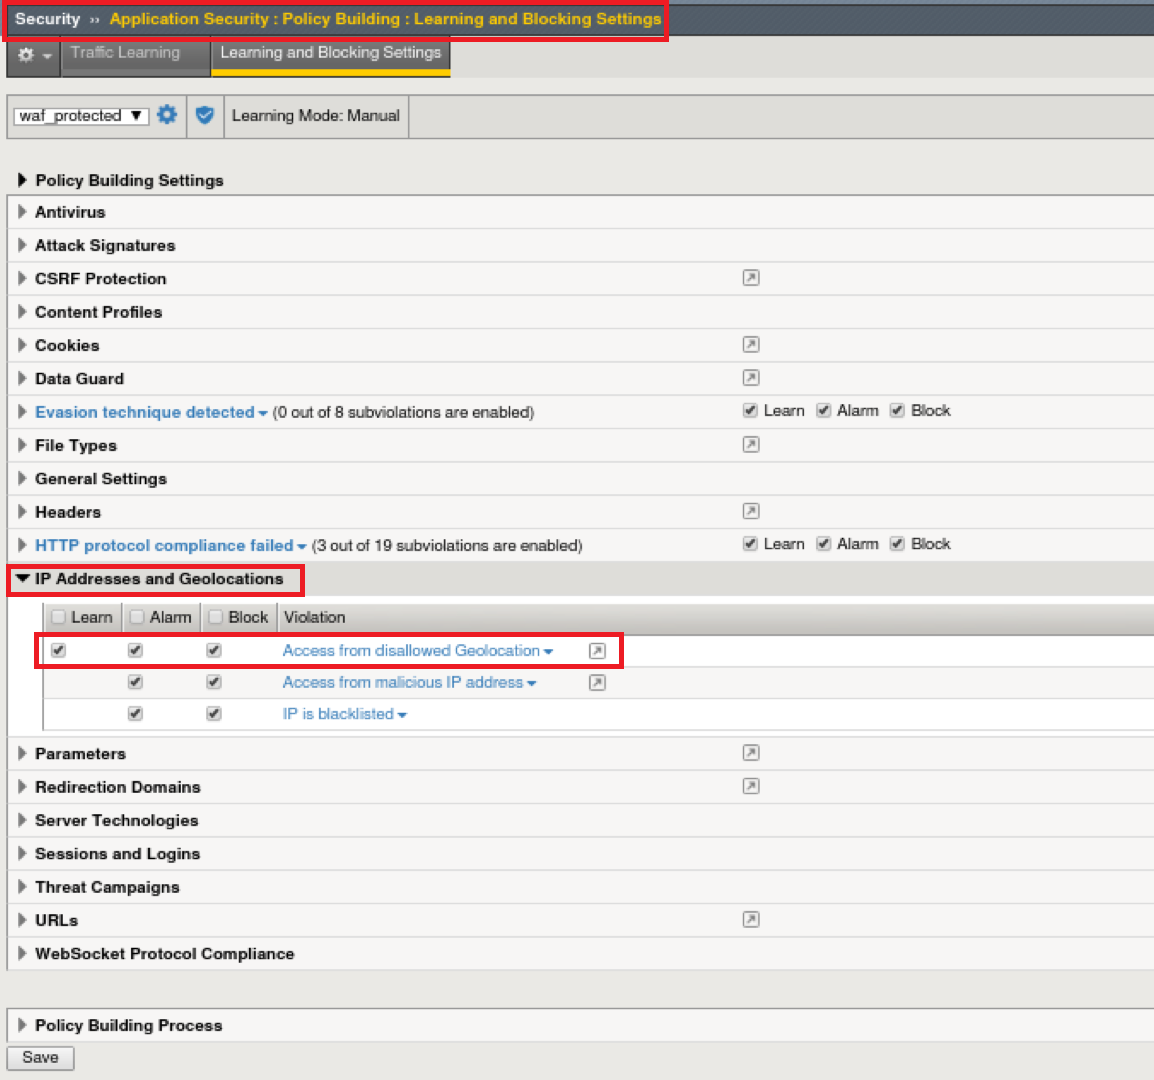 Security ›› Application Security : Policy Building : Learning and Blocking Settings
Traffic Learning Learning and Blocking Settings
waf_protected Learning Mode: Manual
Policy Building Settings
Antivirus
Attack Signatures
CSRF Protection
Content Profiles
Cookies
Data Guard
Evasion technique detected (0 out of 8 subviolations are enabled) Learn Alarm Block
File Types
General Settings
Headers
HTTP protocol compliance failed (3 out of 19 subviolations are enabled) Learn Alarm Block
IP Addresses and Geolocations
Learn Alarm Block Violation
Access from disallowed Geolocation
Access from malicious IP address
IP is blacklisted
Parameters
Redirection Domains
Server Technologies
Sessions and Logins
Threat Campaigns
URLs
WebSocket Protocol Compliance
Policy Building Process
Save